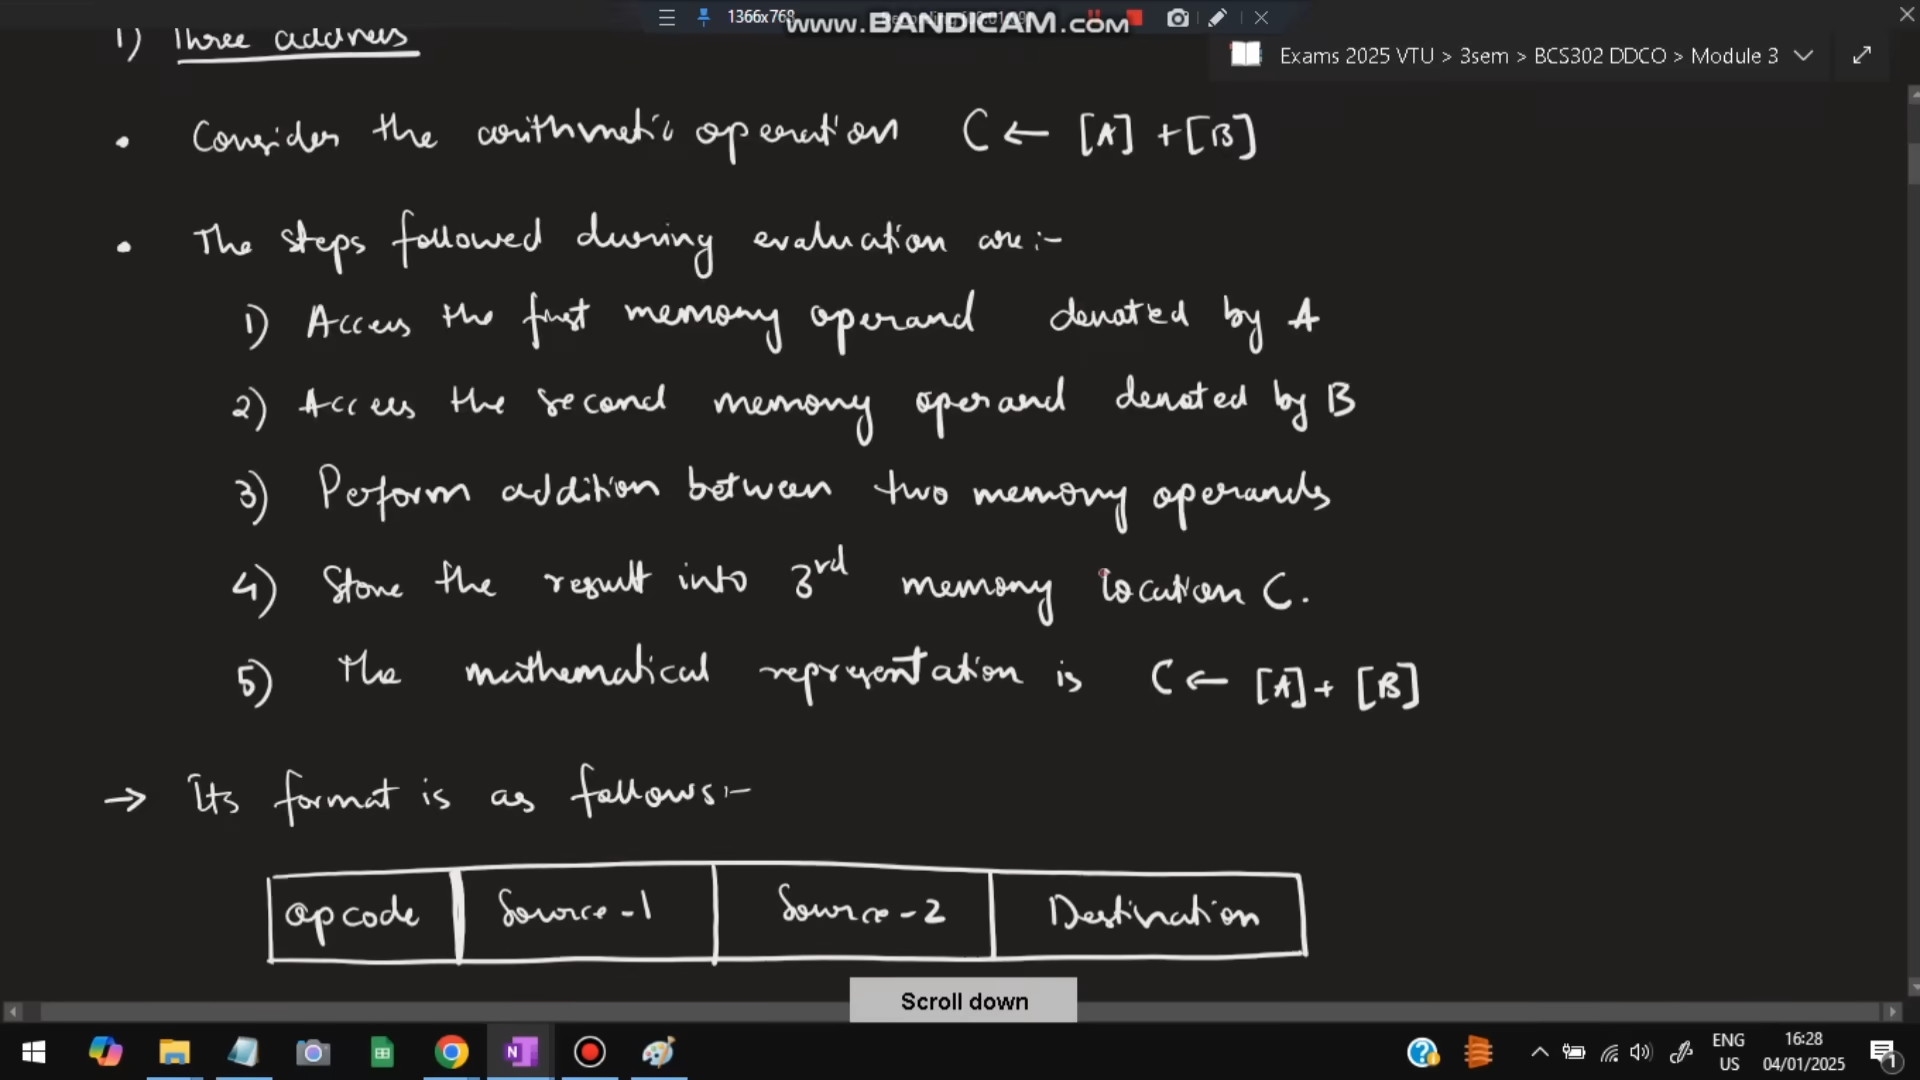 1366x768
www.BANDICAM.com
1) Three address
Exams 2025 VTU > 3sem > BCS302 DDCO > Module 3
• Consider the arithmetic operation C ← [A] + [B]
• The steps followed during evaluation are:-
1) Access the first memory operand denoted by A
2) Access the second memory operand denoted by B
3) Perform addition between two memory operands
4) Store the result into 3rd memory location C.
5) The mathematical representation is C ← [A] + [B]
→ Its format is as follows:-
opcode Source-1 Source-2 Destination
Scroll down
ENG 16:28
US 04/01/2025
1